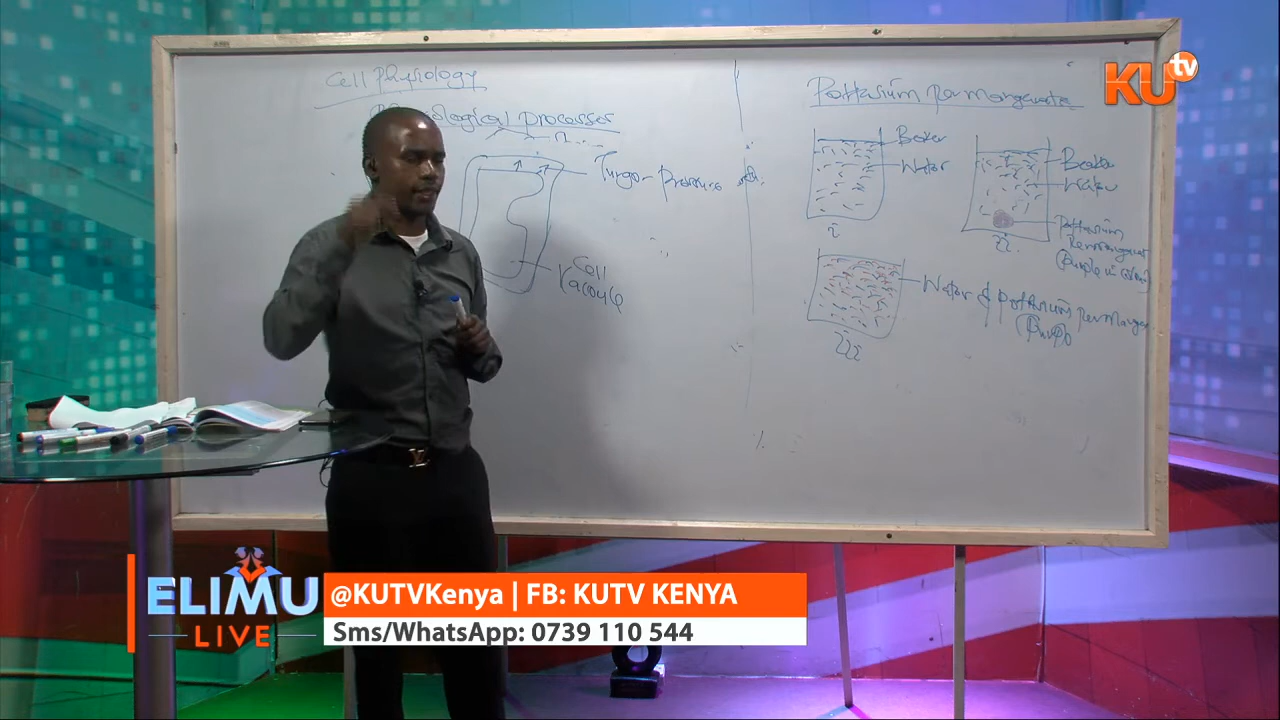 Cell Physiology
Physiological processes
Turgor pressure
Cell
Vacuole
Pottasium Permanganate
Beaker
Water
i
Beaker
Water
Pottasium
Permanganate
(Purple in colour)
ii
Water & pottasium Permanganate
(Purple)
iii
KU tv
ELIMU
LIVE
@KUTVKenya | FB: KUTV KENYA
Sms/WhatsApp: 0739 110 544